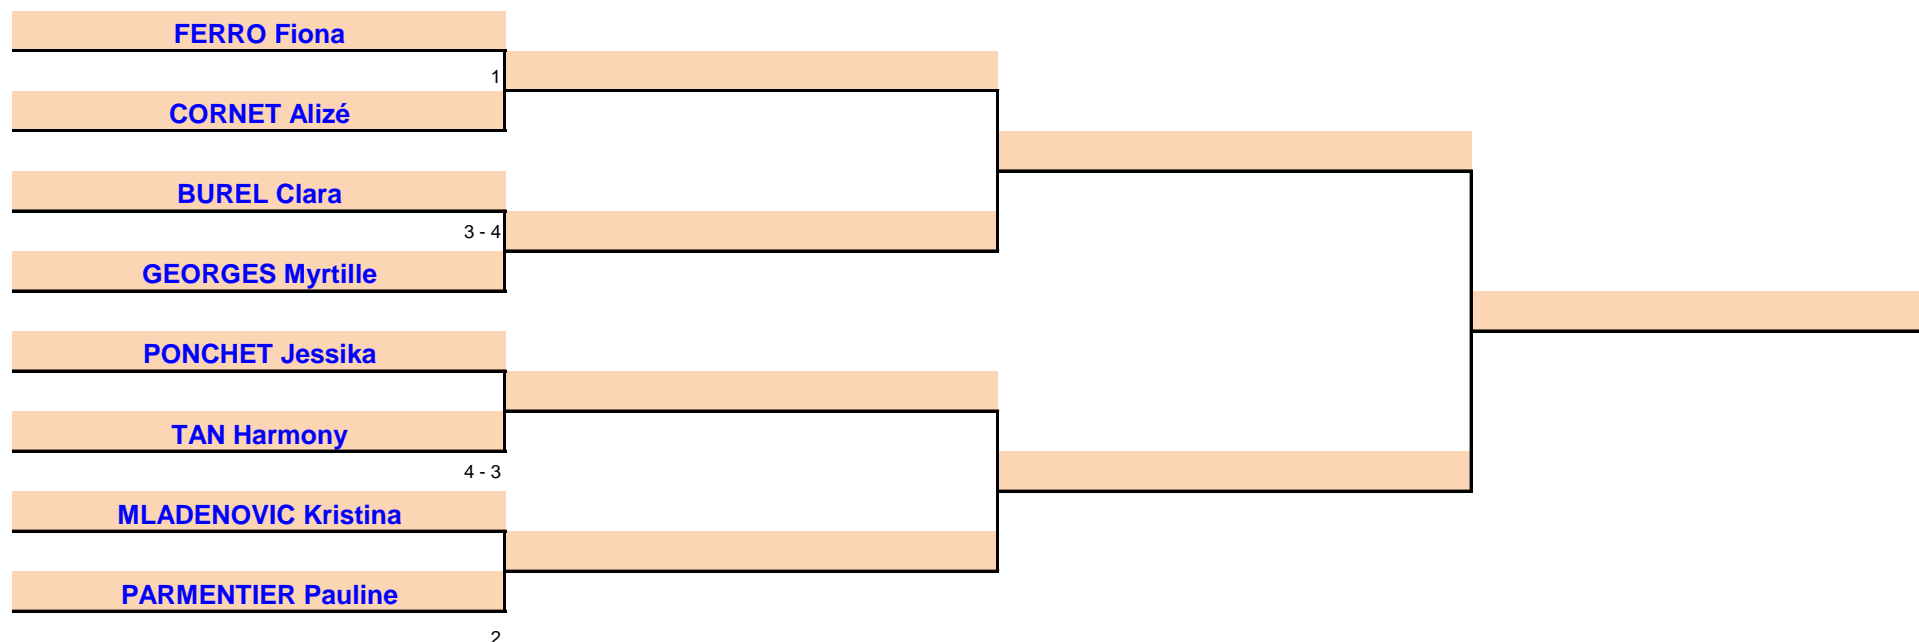 FERRO Fiona
1
CORNET Alizé
BUREL Clara
3 - 4
GEORGES Myrtille
PONCHET Jessika
TAN Harmony
4 - 3
MLADENOVIC Kristina
PARMENTIER Pauline
2